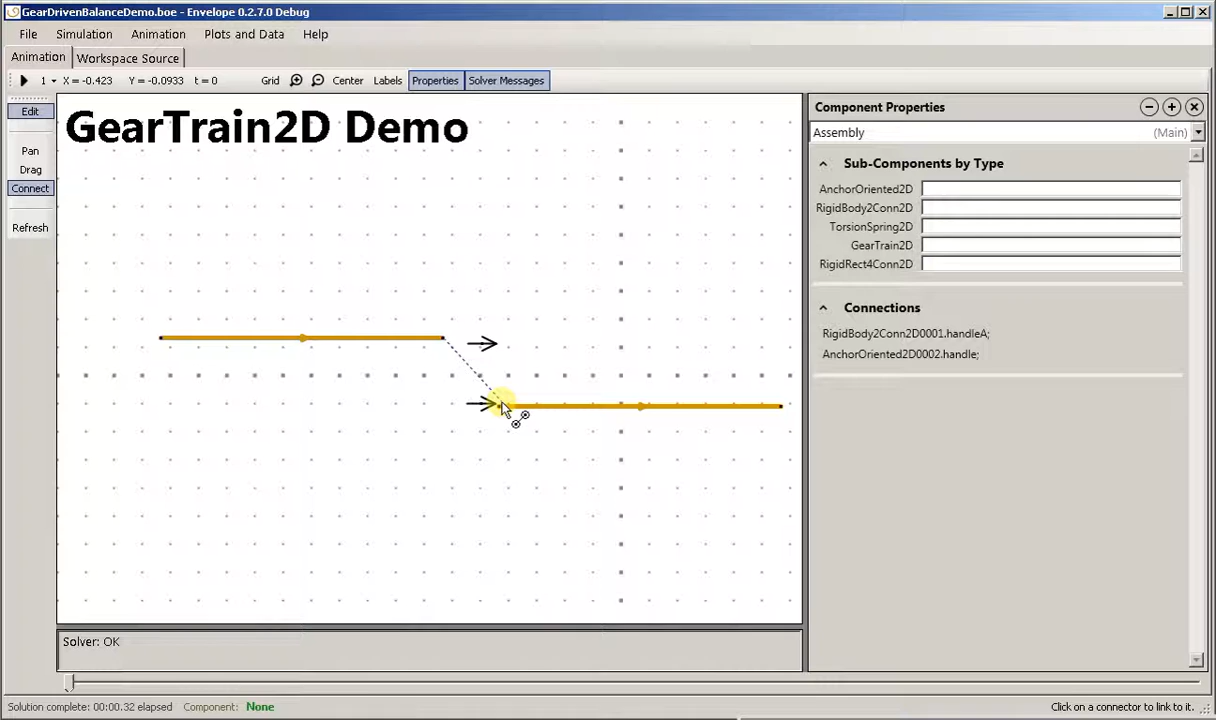 GearDrivenBalanceDemo.boe - Envelope 0.2.7.0 Debug
File Simulation Animation Plots and Data Help
Animation Workspace Source
1 X = -0.423 Y = -0.0933 t = 0 Grid Center Labels Properties Solver Messages
Edit
Pan
Drag
Connect
Refresh
GearTrain2D Demo
Component Properties
Assembly (Main)
Sub-Components by Type
AnchorOriented2D
RigidBody2Conn2D
TorsionSpring2D
GearTrain2D
RigidRect4Conn2D
Connections
RigidBody2Conn2D0001.handleA;
AnchorOriented2D0002.handle;
Solver: OK
Solution complete: 00:00.32 elapsed Component: None Click on a connector to link to it.